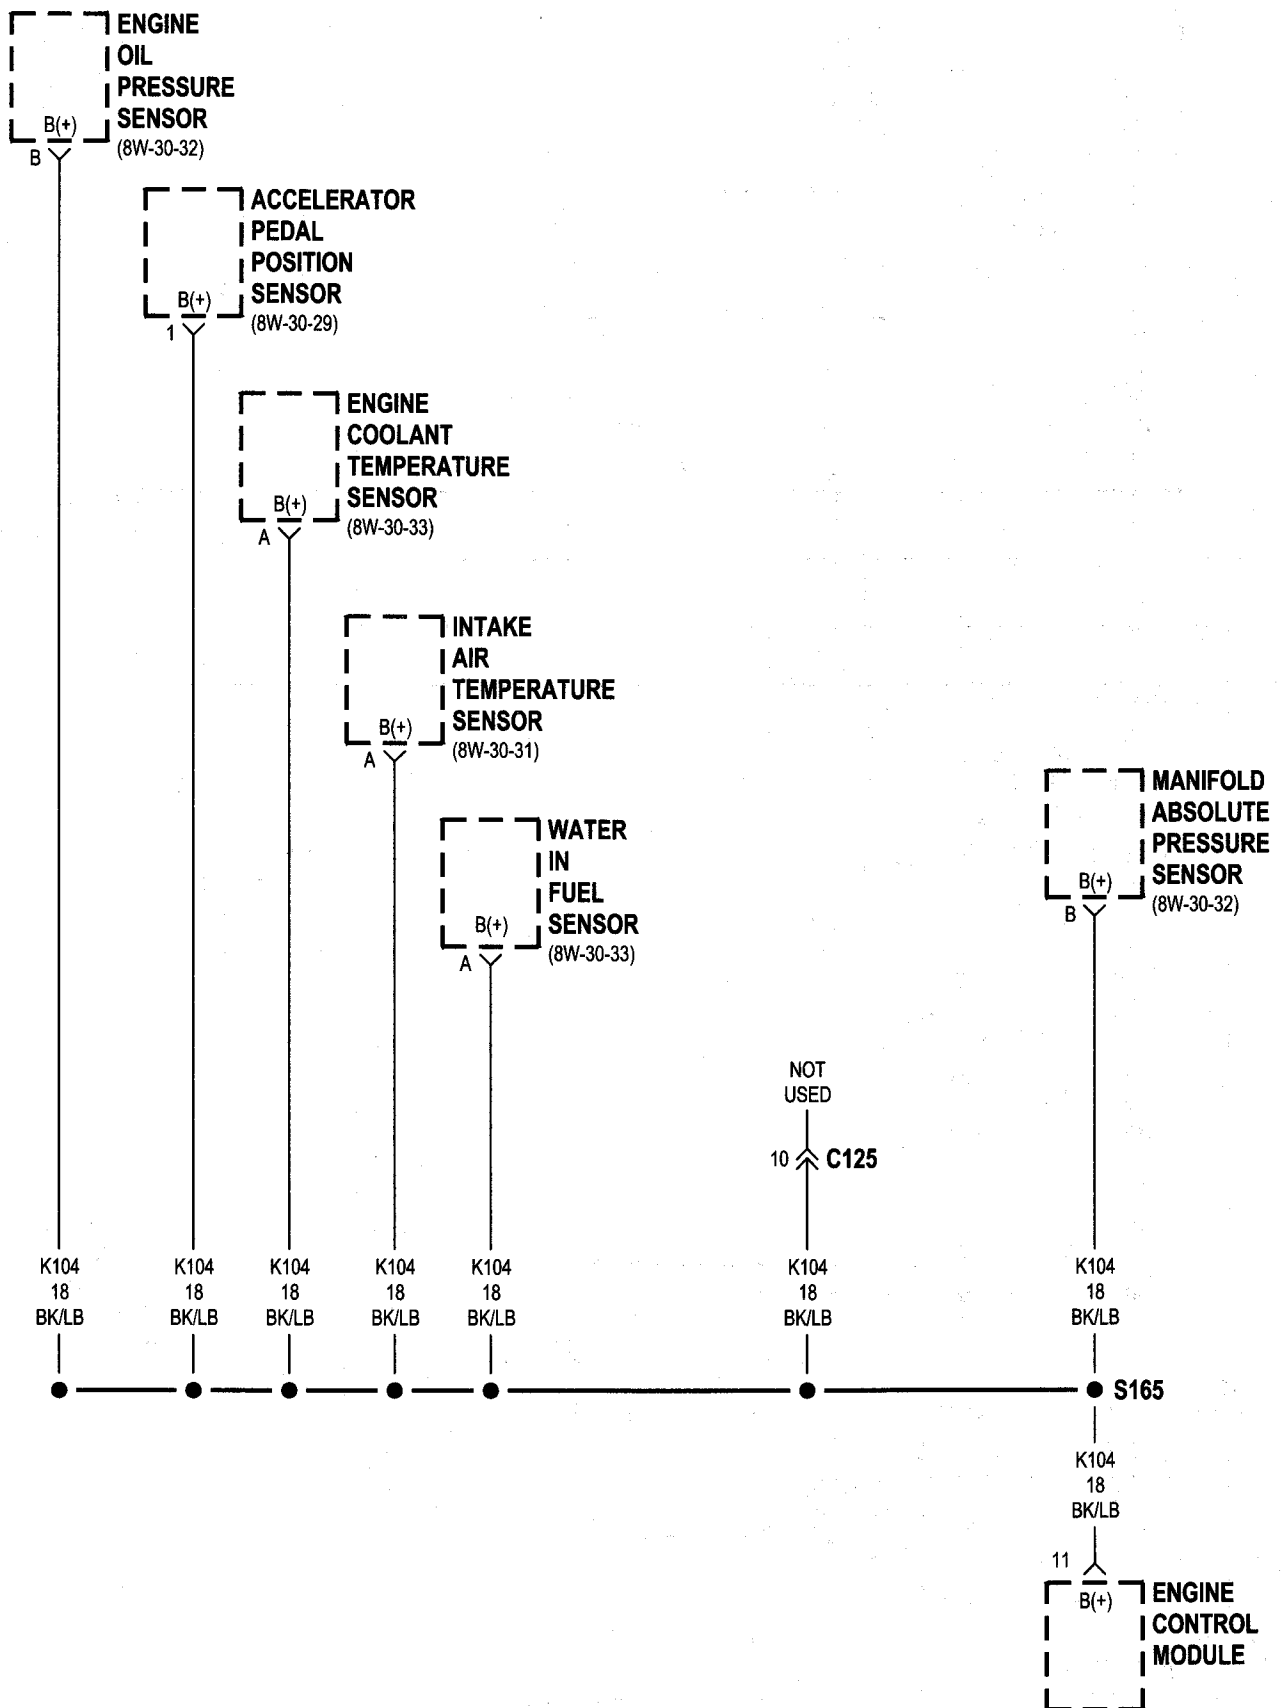 ENGINE
OIL
PRESSURE
SENSOR
B(+)
(8W-30-32)
B
ACCELERATOR
PEDAL
POSITION
SENSOR
B(+)
(8W-30-29)
1
ENGINE
COOLANT
TEMPERATURE
SENSOR
B(+)
(8W-30-33)
A
INTAKE
AIR
TEMPERATURE
SENSOR
B(+)
(8W-30-31)
A
MANIFOLD
ABSOLUTE
PRESSURE
SENSOR
B(+)
(8W-30-32)
B
WATER
IN
FUEL
SENSOR
B(+)
(8W-30-33)
A
NOT
USED
10
C125
K104
18
BK/LB
K104
18
BK/LB
K104
18
BK/LB
K104
18
BK/LB
K104
18
BK/LB
K104
18
BK/LB
K104
18
BK/LB
S165
K104
18
BK/LB
11
B(+)
ENGINE
CONTROL
MODULE